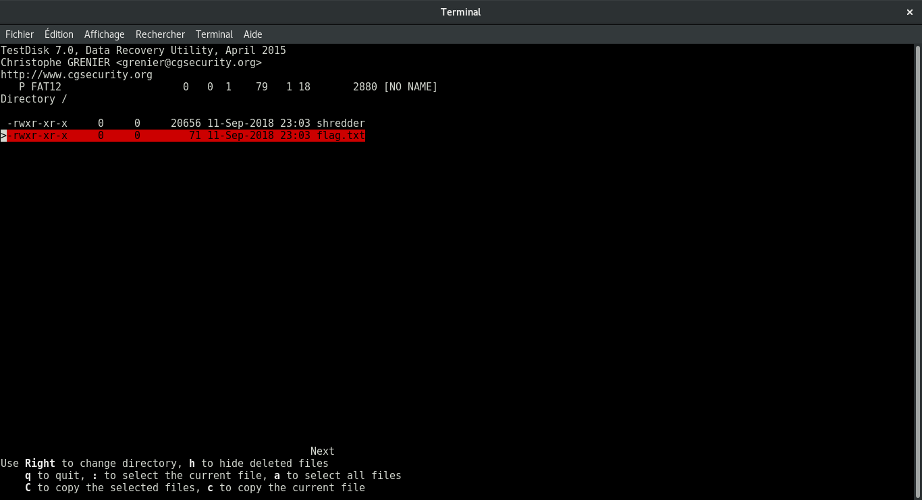 Terminal
×
Fichier Édition Affichage Rechercher Terminal Aide
TestDisk 7.0, Data Recovery Utility, April 2015
Christophe GRENIER <grenier@cgsecurity.org>
http://www.cgsecurity.org
   P FAT12                    0   0  1    79   1 18       2880 [NO NAME]
Directory /
 -rwxr-xr-x     0     0     20656 11-Sep-2018 23:03 shredder
>-rwxr-xr-x     0     0        71 11-Sep-2018 23:03 flag.txt
Next
Use Right to change directory, h to hide deleted files
    q to quit, : to select the current file, a to select all files
    C to copy the selected files, c to copy the current file